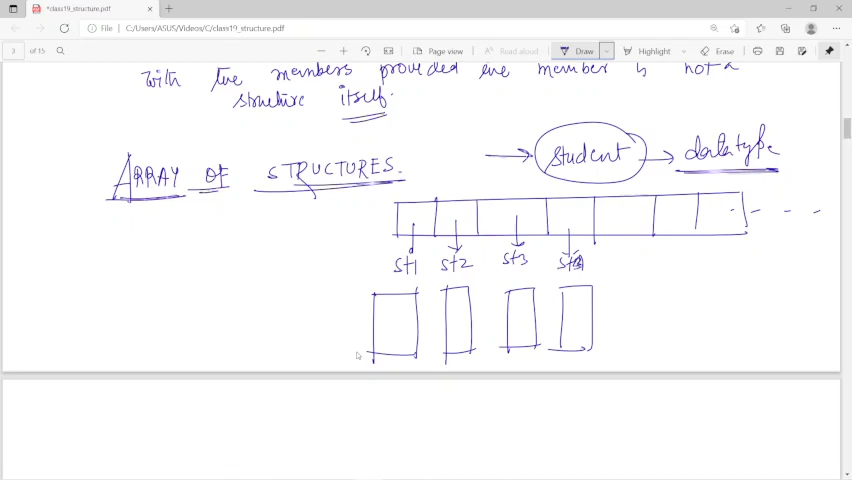 *class19_structure.pdf
File
C:/Users/ASUS/Videos/C/class19_structure.pdf
of 15
Page view
Read aloud
Draw
Highlight
Erase
with the members provided the member is not a
structure itself.
ARRAY OF STRUCTURES.
student
datatype
st1 st2 st3